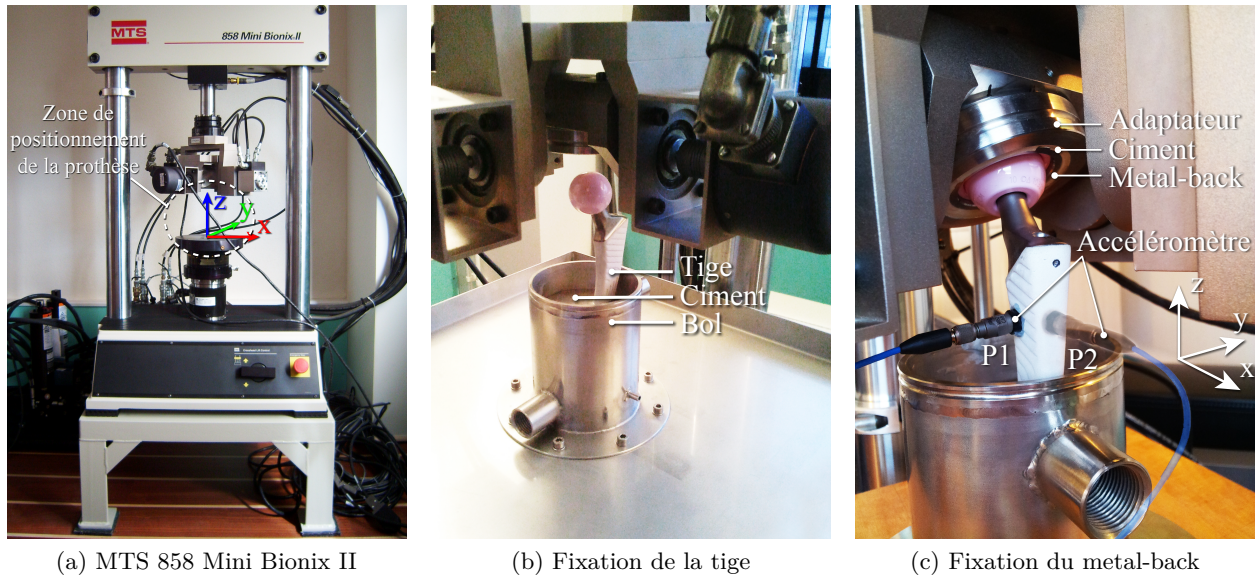 MTS
858 Mini Bionix II
Zone de
positionnement
de la prothèse
z
y
x
(a) MTS 858 Mini Bionix II
Tige
Ciment
Bol
(b) Fixation de la tige
Adaptateur
Ciment
Metal-back
Accéléromètre
P1
P2
z
y
x
(c) Fixation du metal-back